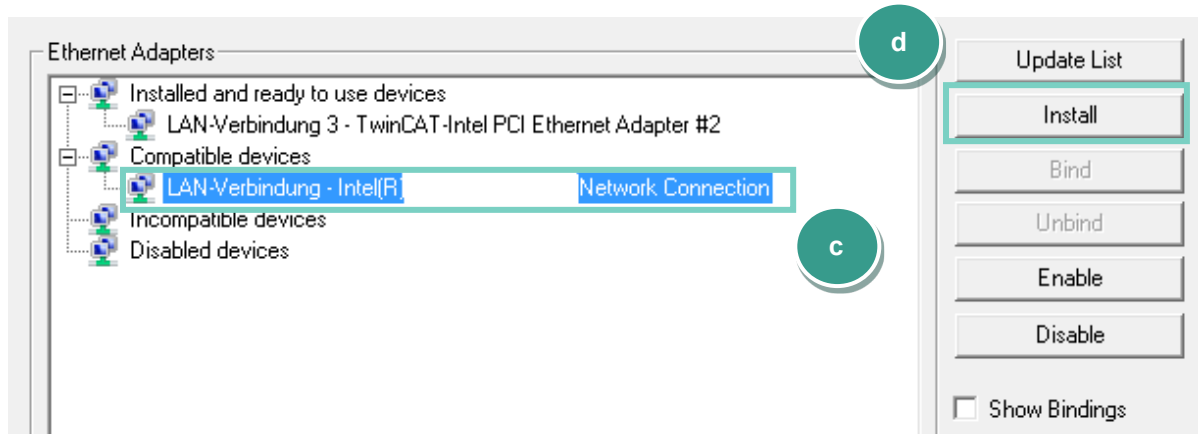 Ethernet Adapters
d
Update List
Installed and ready to use devices
LAN-Verbindung 3 - TwinCAT-Intel PCI Ethernet Adapter #2
Install
Compatible devices
LAN-Verbindung - Intel(R) Network Connection
Bind
Incompatible devices
Unbind
Disabled devices
c
Enable
Disable
Show Bindings